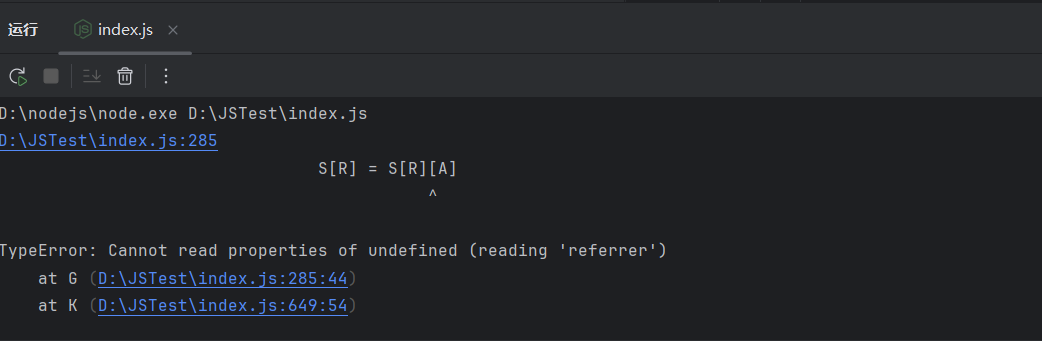 运行 index.js ×
D:\nodejs\node.exe D:\JSTest\index.js
D:\JSTest\index.js:285
S[R] = S[R][A]
^
TypeError: Cannot read properties of undefined (reading 'referrer')
at G (D:\JSTest\index.js:285:44)
at K (D:\JSTest\index.js:649:54)